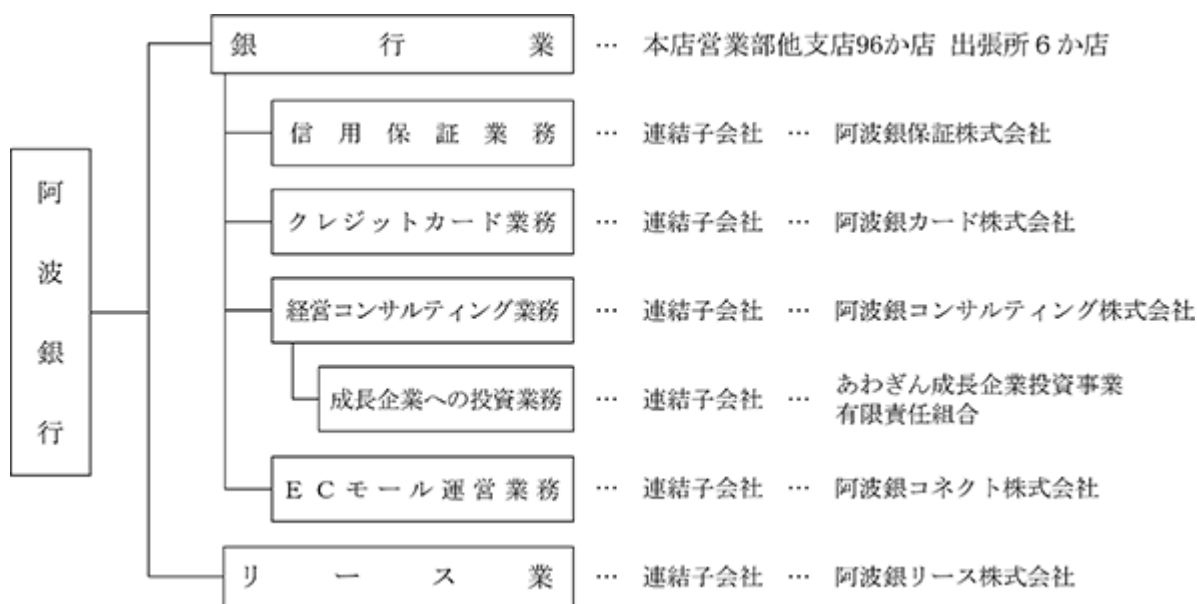 阿波銀行
銀行業 … 本店営業部他支店96か店 出張所6か店
信用保証業務 … 連結子会社 … 阿波銀保証株式会社
クレジットカード業務 … 連結子会社 … 阿波銀カード株式会社
経営コンサルティング業務 … 連結子会社 … 阿波銀コンサルティング株式会社
成長企業への投資業務 … 連結子会社 … あわぎん成長企業投資事業
有限責任組合
ECモール運営業務 … 連結子会社 … 阿波銀コネクト株式会社
リース業 … 連結子会社 … 阿波銀リース株式会社